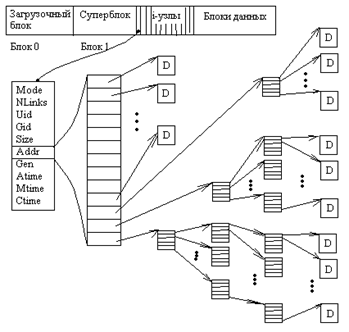 Загрузочный блок
Суперблок
i-узлы
Блоки данных
Блок 0
Блок 1
Mode
NLinks
Uid
Gid
Size
Addr
Gen
Atime
Mtime
Ctime
D
D
D
D
D
D
D
D
D
D
D
D